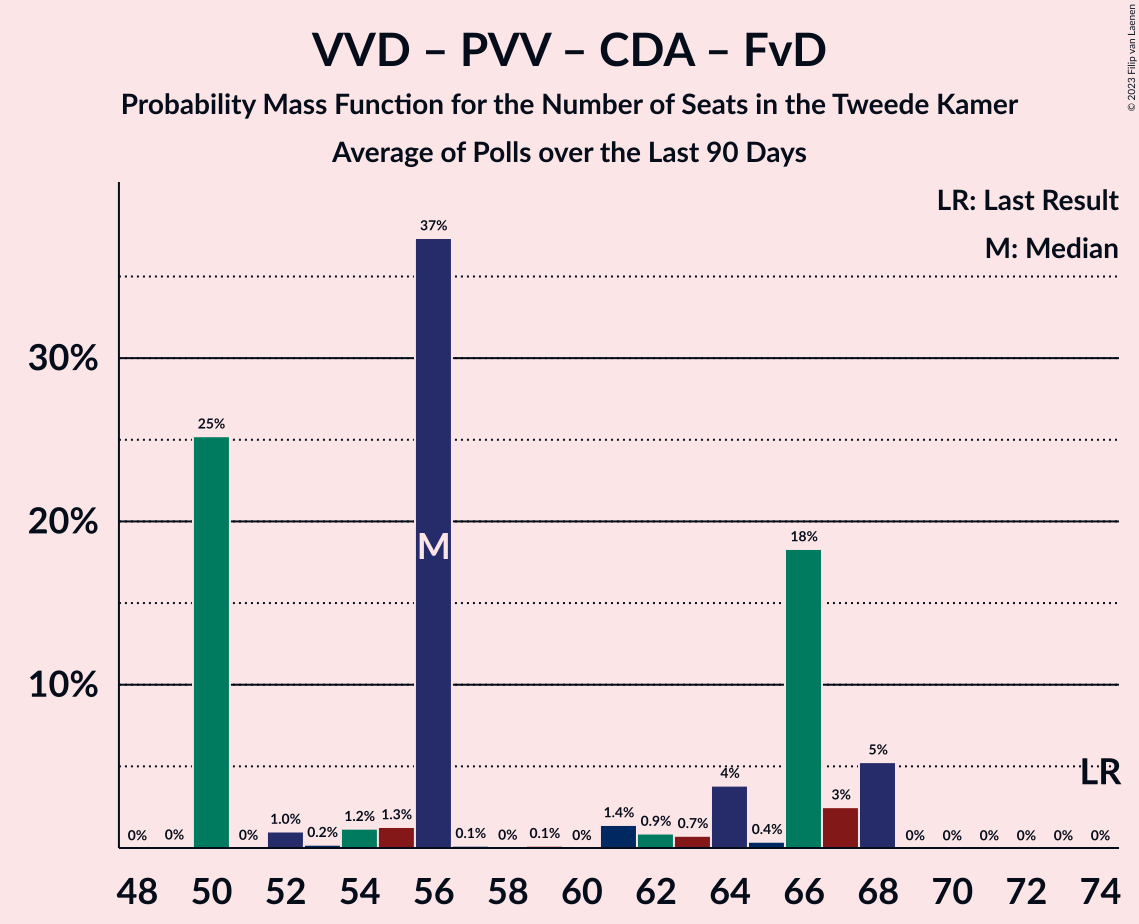 VVD – PVV – CDA – FvD
Probability Mass Function for the Number of Seats in the Tweede Kamer
Average of Polls over the Last 90 Days
© 2023 Filip van Laenen
LR: Last Result
M: Median
30%
20%
10%
0% 0% 25% 0% 1.0% 0.2% 1.2% 1.3% 37% 0.1% 0% 0.1% 0% 1.4% 0.9% 0.7% 4% 0.4% 18% 3% 5% 0% 0% 0% 0% 0% 0%
M
LR
48 50 52 54 56 58 60 62 64 66 68 70 72 74